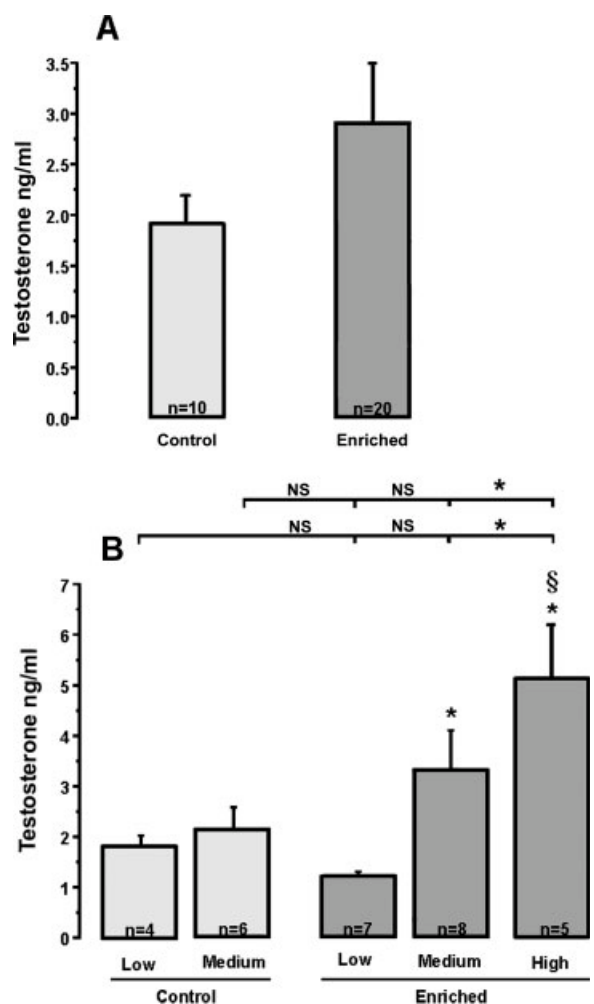 A
Testosterone ng/ml
3.5
3.0
2.5
2.0
1.5
1.0
0.5
0.0
n=10 n=20
Control Enriched
NS NS *
NS NS *
B
Testosterone ng/ml
7
6
5
4
3
2
1
0
§
*
*
n=4 n=6 n=7 n=8 n=5
Low Medium Low Medium High
Control Enriched